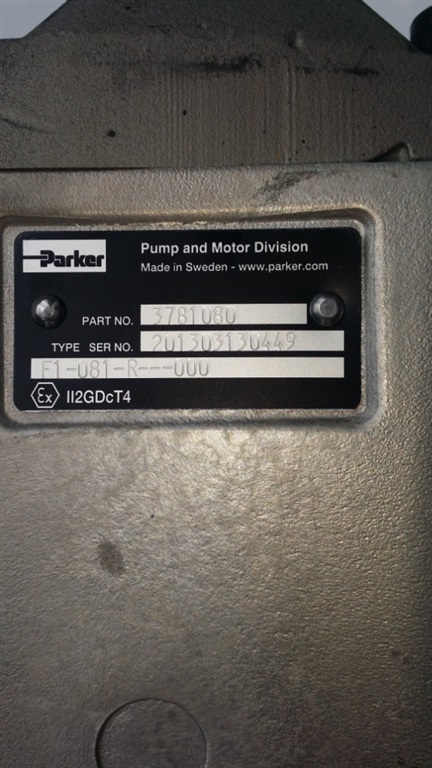 Parker
Pump and Motor Division
Made in Sweden - www.parker.com
PART NO. 3781080
TYPE SER NO. 201303130449
F1-081-R---000
Ex II2GDcT4